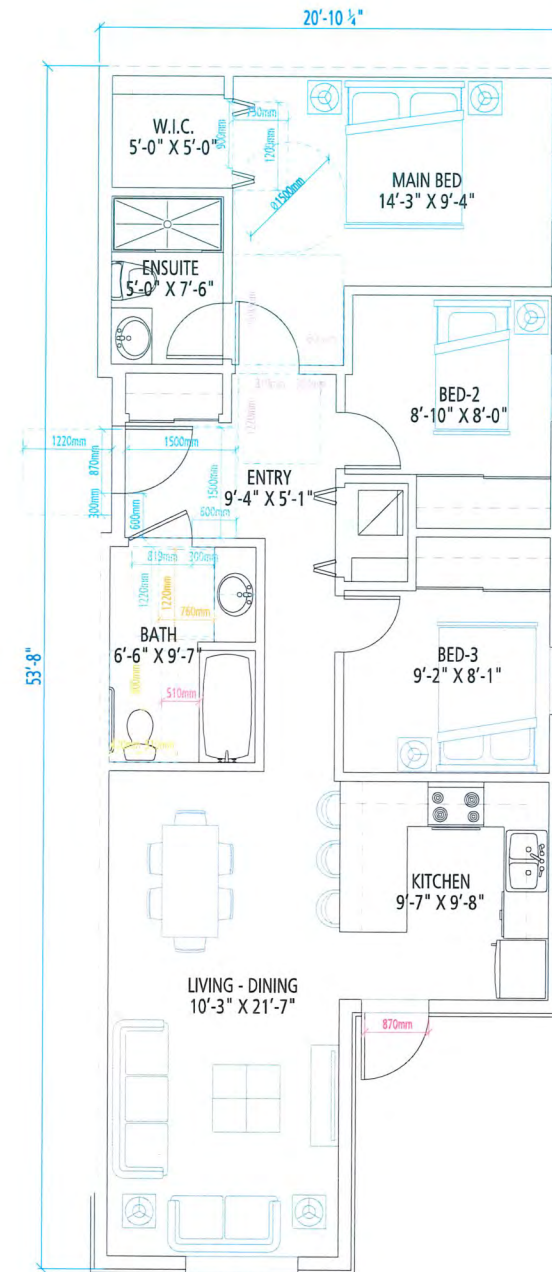 20'-10 ¼"
W.I.C.
5'-0" X 5'-0"
750mm
900mm
1200mm
Ø1500mm
MAIN BED
14'-3" X 9'-4"
ENSUITE
5'-0" X 7'-6"
BED-2
8'-10" X 8'-0"
1220mm
1220mm
870mm
300mm
1500mm
1500mm
600mm
600mm
ENTRY
9'-4" X 5'-1"
819mm
200mm
1220mm
1220mm
760mm
BATH
6'-6" X 9'-7"
510mm
53'-8"
BED-3
9'-2" X 8'-1"
KITCHEN
9'-7" X 9'-8"
LIVING - DINING
10'-3" X 21'-7"
870mm